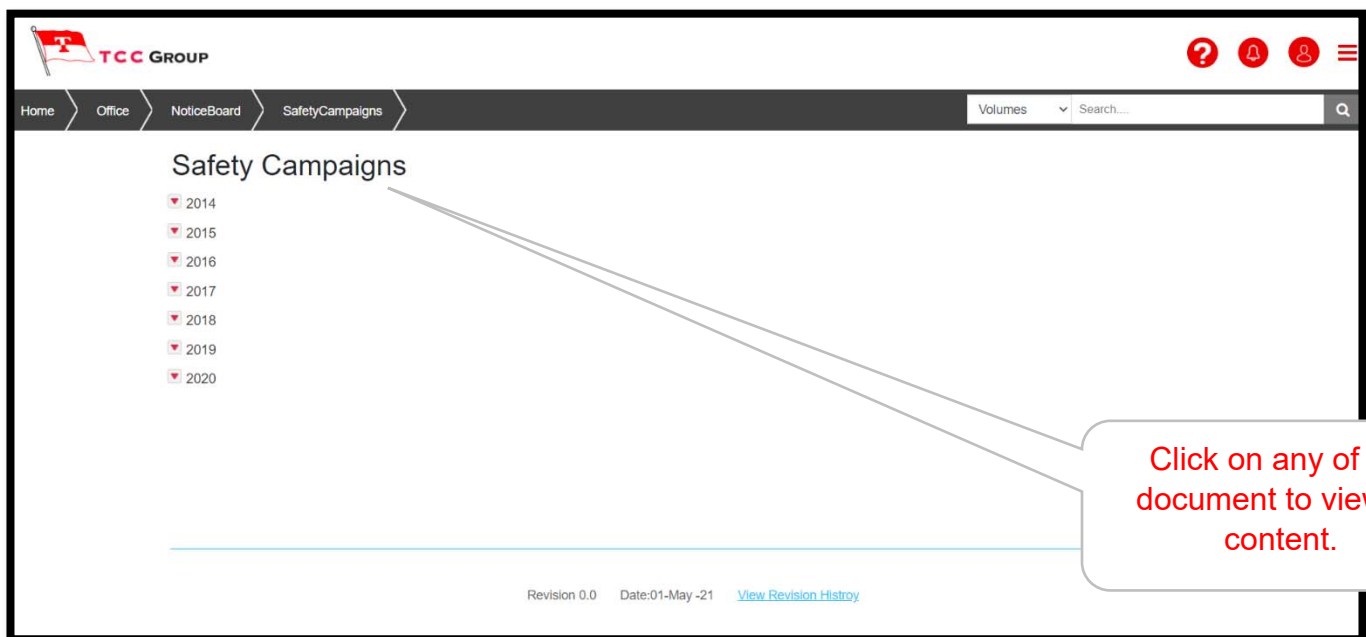 T
TCC GROUP
Home Office NoticeBoard SafetyCampaigns Volumes Search....
Safety Campaigns
2014
2015
2016
2017
2018
2019
2020
Click on any of
document to view
content.
Revision 0.0 Date:01-May -21 View Revision Histroy